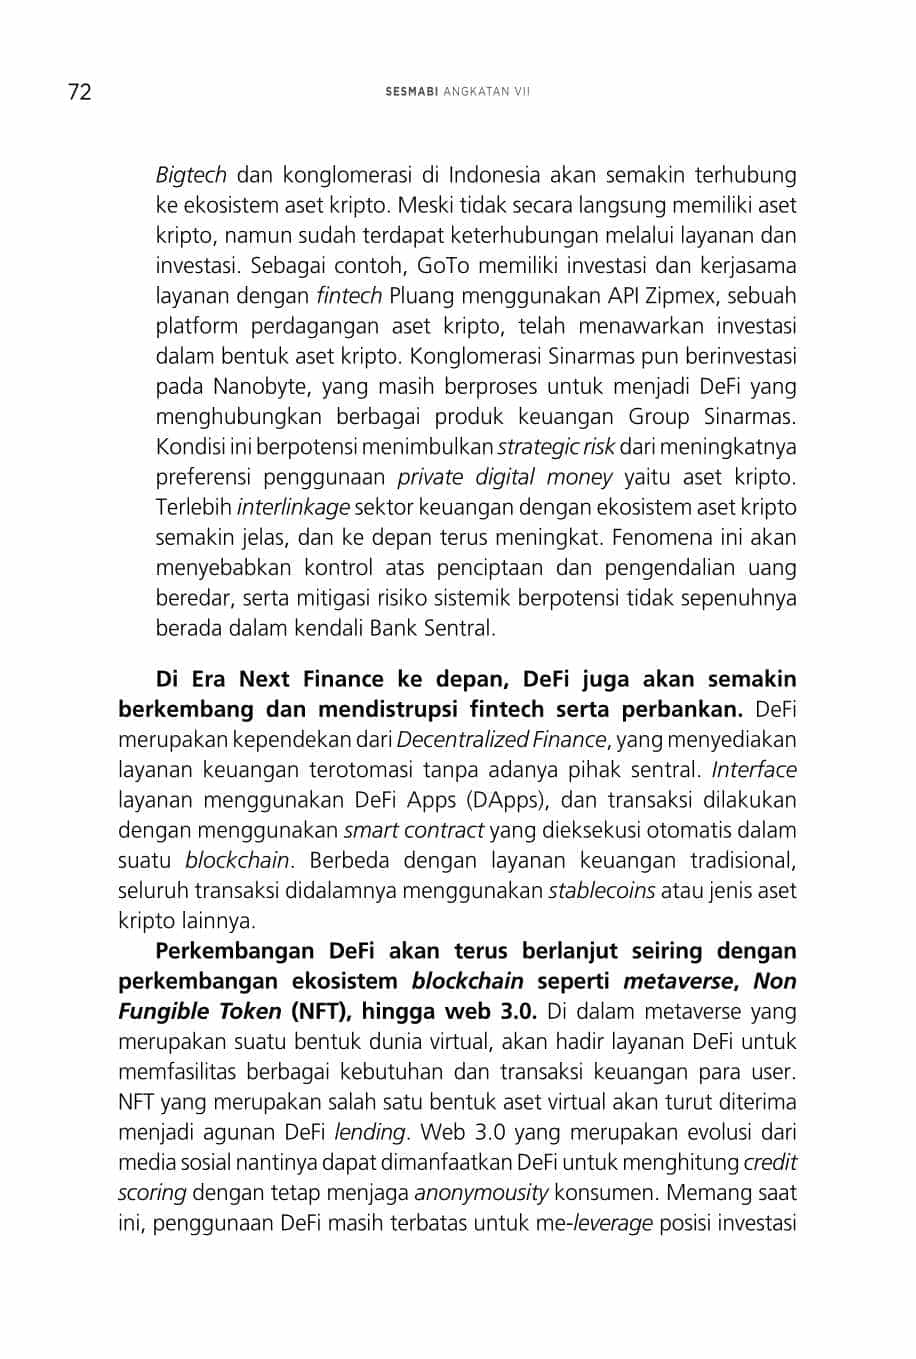 72
SESMABI ANGKATAN VII
Bigtech dan konglomerasi di Indonesia akan semakin terhubung
ke ekosistem aset kripto. Meski tidak secara langsung memiliki aset
kripto, namun sudah terdapat keterhubungan melalui layanan dan
investasi. Sebagai contoh, GoTo memiliki investasi dan kerjasama
layanan dengan fintech Pluang menggunakan API Zipmex, sebuah
platform perdagangan aset kripto, telah menawarkan investasi
dalam bentuk aset kripto. Konglomerasi Sinarmas pun berinvestasi
pada Nanobyte, yang masih berproses untuk menjadi DeFi yang
menghubungkan berbagai produk keuangan Group Sinarmas.
Kondisi ini berpotensi menimbulkan strategic risk dari meningkatnya
preferensi penggunaan private digital money yaitu aset kripto.
Terlebih interlinkage sektor keuangan dengan ekosistem aset kripto
semakin jelas, dan ke depan terus meningkat. Fenomena ini akan
menyebabkan kontrol atas penciptaan dan pengendalian uang
beredar, serta mitigasi risiko sistemik berpotensi tidak sepenuhnya
berada dalam kendali Bank Sentral.
Di Era Next Finance ke depan, DeFi juga akan semakin
berkembang dan mendistrupsi fintech serta perbankan. DeFi
merupakan kependekan dari Decentralized Finance, yang menyediakan
layanan keuangan terotomasi tanpa adanya pihak sentral. Interface
layanan menggunakan DeFi Apps (DApps), dan transaksi dilakukan
dengan menggunakan smart contract yang dieksekusi otomatis dalam
suatu blockchain. Berbeda dengan layanan keuangan tradisional,
seluruh transaksi didalamnya menggunakan stablecoins atau jenis aset
kripto lainnya.
Perkembangan DeFi akan terus berlanjut seiring dengan
perkembangan ekosistem blockchain seperti metaverse, Non
Fungible Token (NFT), hingga web 3.0. Di dalam metaverse yang
merupakan suatu bentuk dunia virtual, akan hadir layanan DeFi untuk
memfasilitas berbagai kebutuhan dan transaksi keuangan para user.
NFT yang merupakan salah satu bentuk aset virtual akan turut diterima
menjadi agunan DeFi lending. Web 3.0 yang merupakan evolusi dari
media sosial nantinya dapat dimanfaatkan DeFi untuk menghitung credit
scoring dengan tetap menjaga anonymousity konsumen. Memang saat
ini, penggunaan DeFi masih terbatas untuk me-leverage posisi investasi